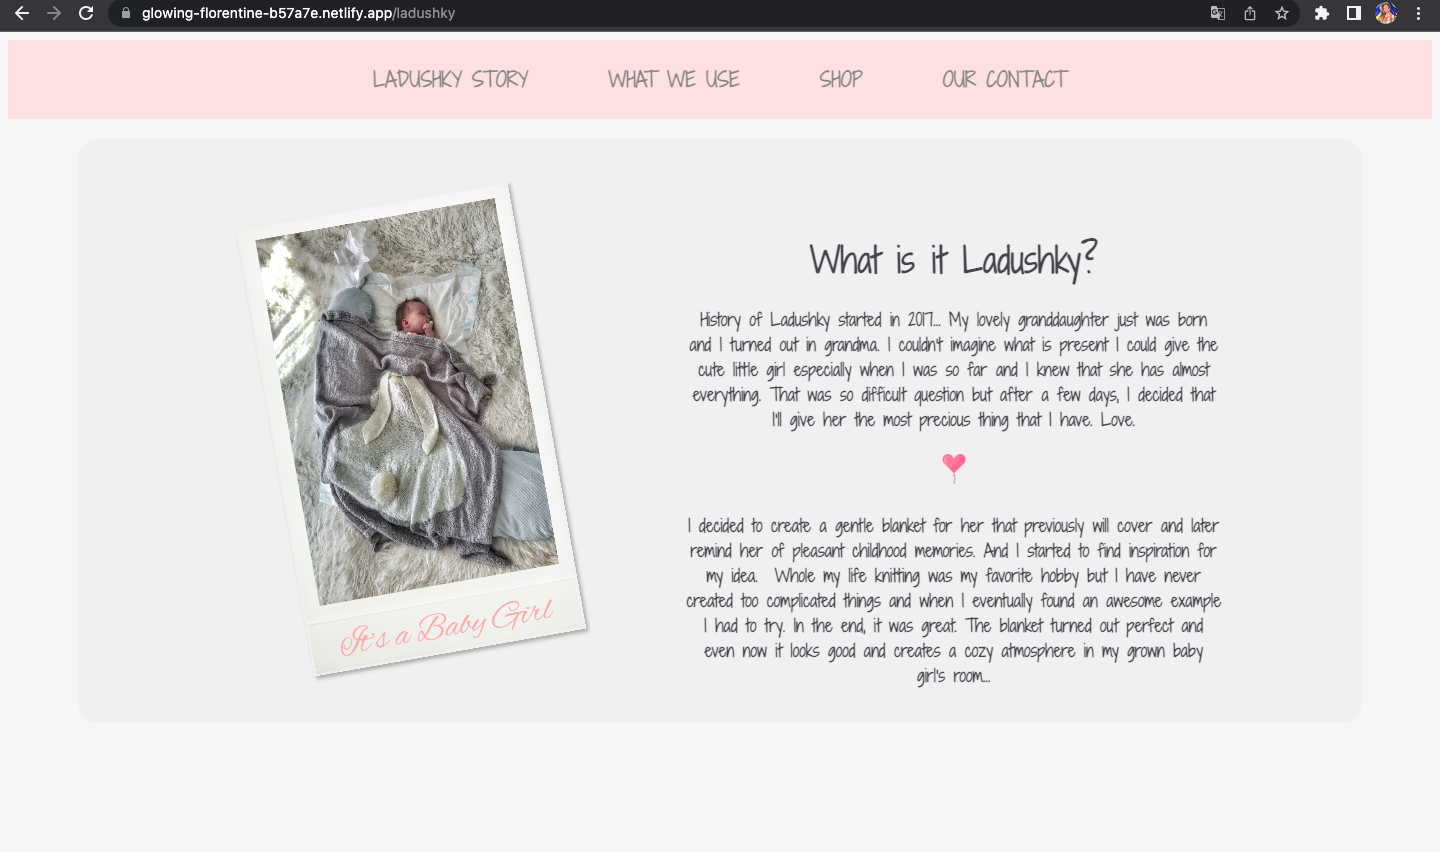 glowing-florentine-b57a7e.netlify.app/ladushky
LADUSHKY STORY WHAT WE USE SHOP OUR CONTACT
What is it Ladushky?
History of Ladushky started in 2017... My lovely granddaughter just was born
and I turned out in grandma. I couldn't imagine what is present I could give the
cute little girl especially when I was so far and I knew that she has almost
everything. That was so difficult question but after a few days, I decided that
I'll give her the most precious thing that I have. Love.
I decided to create a gentle blanket for her that previously will cover and later
remind her of pleasant childhood memories. And I started to find inspiration for
my idea. Whole my life knitting was my favorite hobby but I have never
created too complicated things and when I eventually found an awesome example
I had to try. In the end, it was great. The blanket turned out perfect and
even now it looks good and creates a cozy atmosphere in my grown baby
girl's room...
It's a Baby Girl